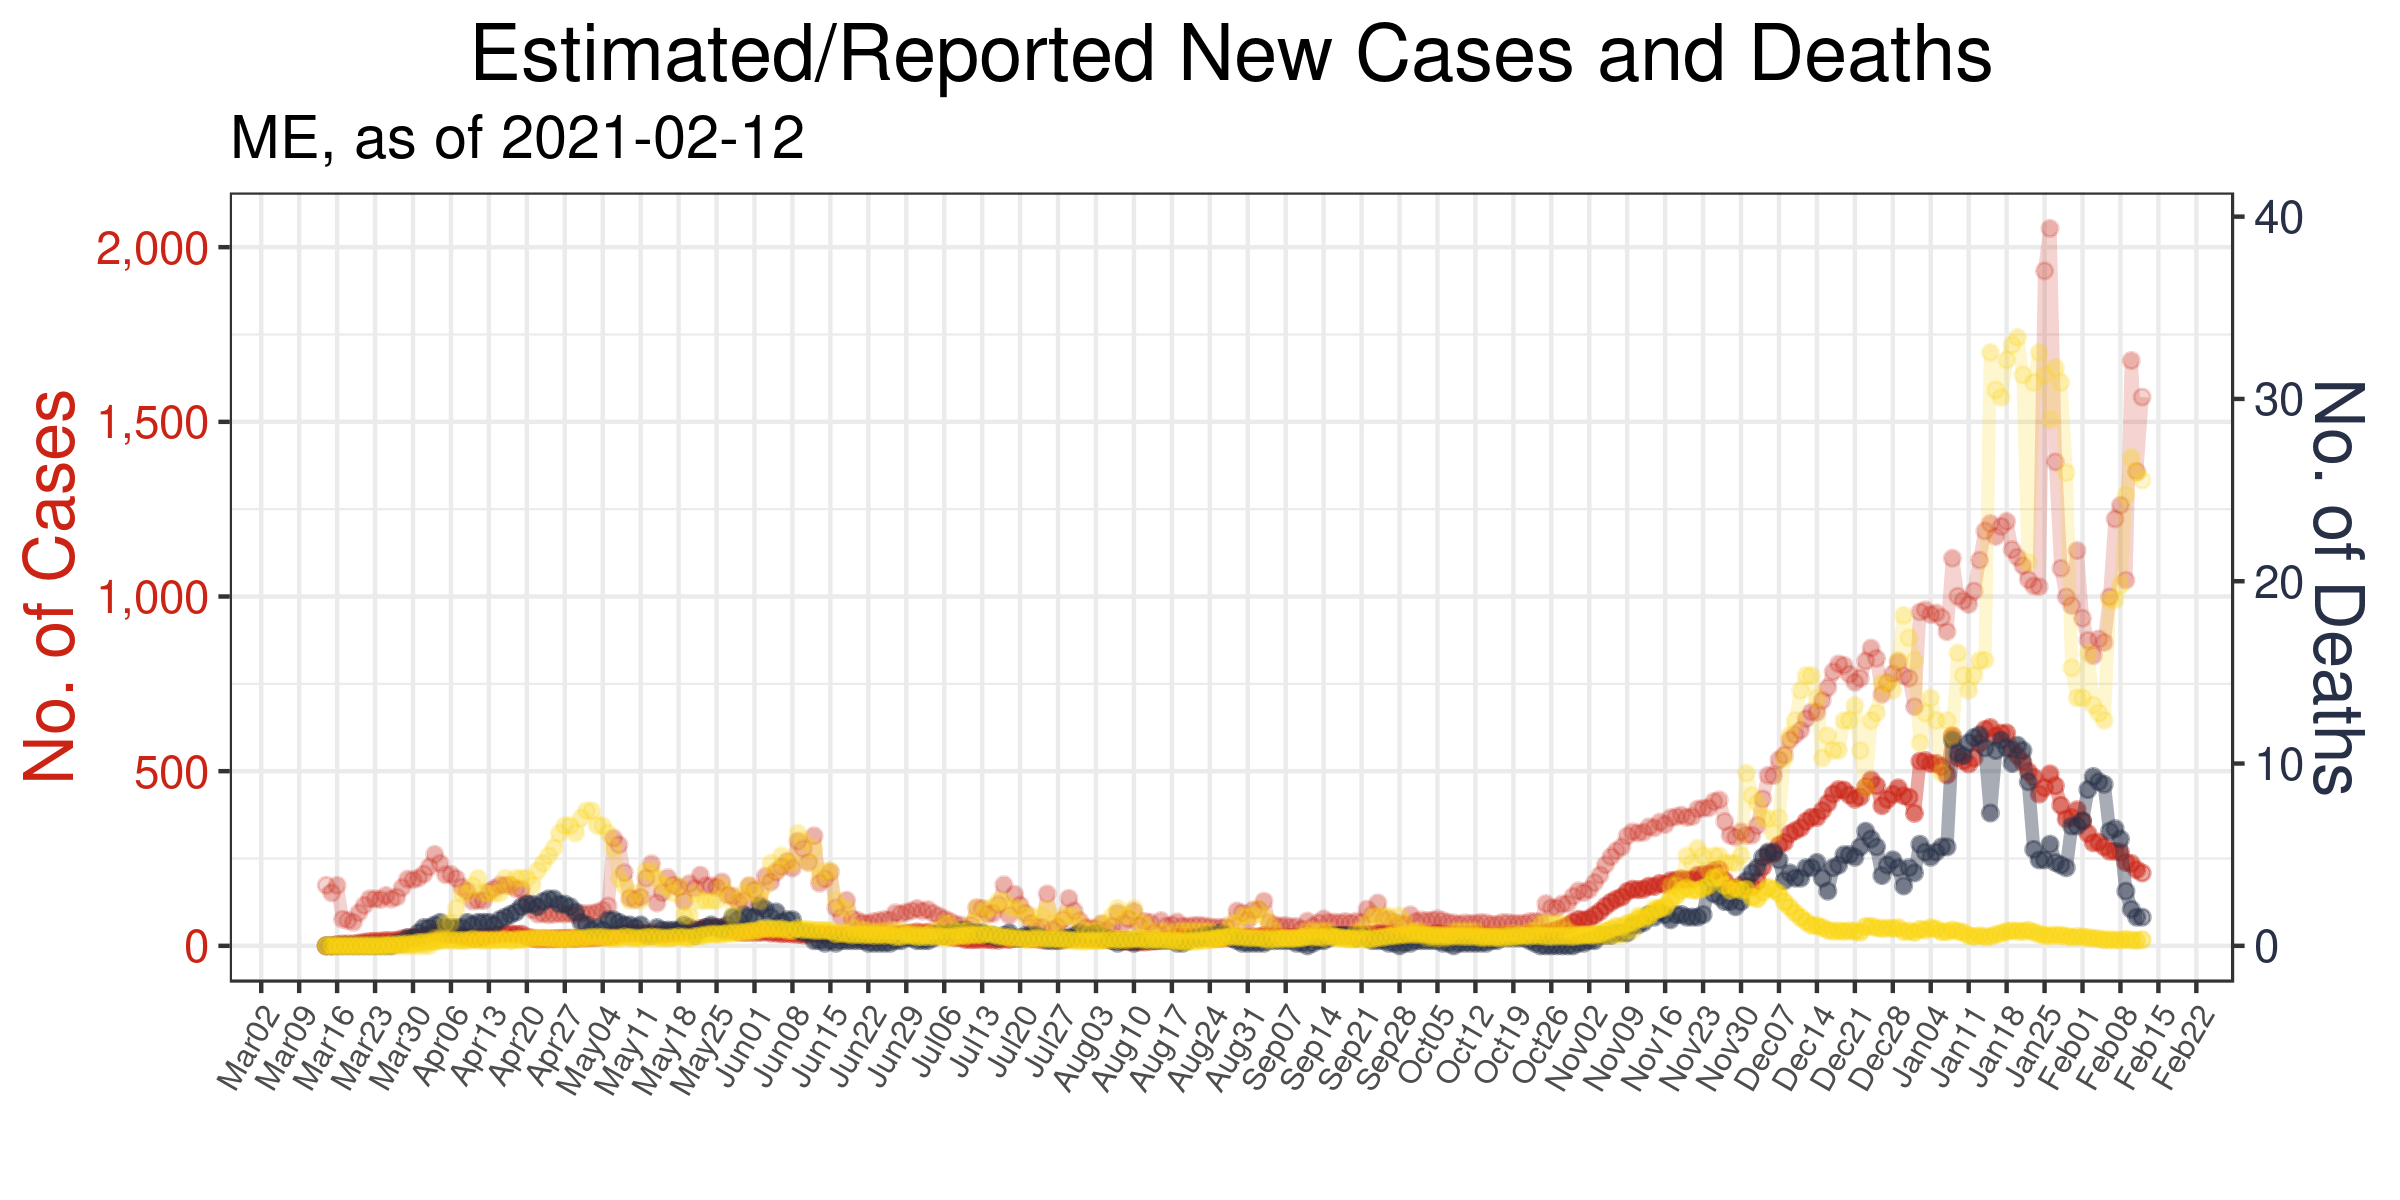 Estimated/Reported New Cases and Deaths
ME, as of 2021-02-12
No. of Cases
2,000
1,500
1,000
500
0
40
30
20
10
0
No. of Deaths
Mar02
Mar09
Mar16
Mar23
Mar30
Apr06
Apr13
Apr20
Apr27
May04
May11
May18
May25
Jun01
Jun08
Jun15
Jun22
Jun29
Jul06
Jul13
Jul20
Jul27
Aug03
Aug10
Aug17
Aug24
Aug31
Sep07
Sep14
Sep21
Sep28
Oct05
Oct12
Oct19
Oct26
Nov02
Nov09
Nov16
Nov23
Nov30
Dec07
Dec14
Dec21
Dec28
Jan04
Jan11
Jan18
Jan25
Feb01
Feb08
Feb15
Feb22